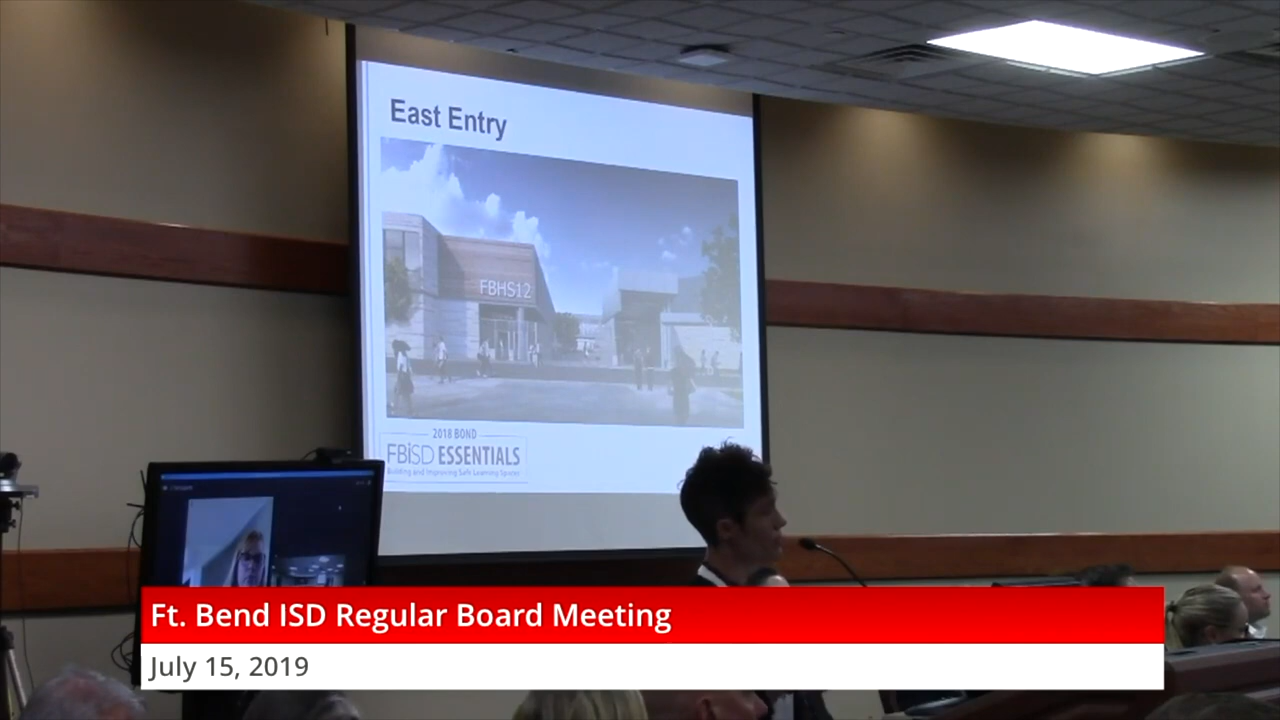 East Entry
FBHS12
2018 BOND
FBISD ESSENTIALS
Building and Improving Safe Learning Spaces
Ft. Bend ISD Regular Board Meeting
July 15, 2019